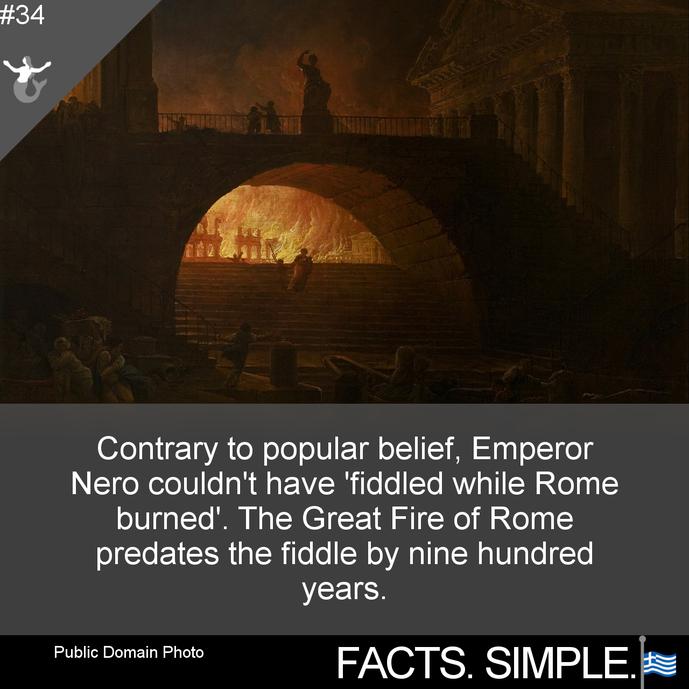 #34
Contrary to popular belief, Emperor
Nero couldn't have 'fiddled while Rome
burned'. The Great Fire of Rome
predates the fiddle by nine hundred
years.
Public Domain Photo
FACTS. SIMPLE.